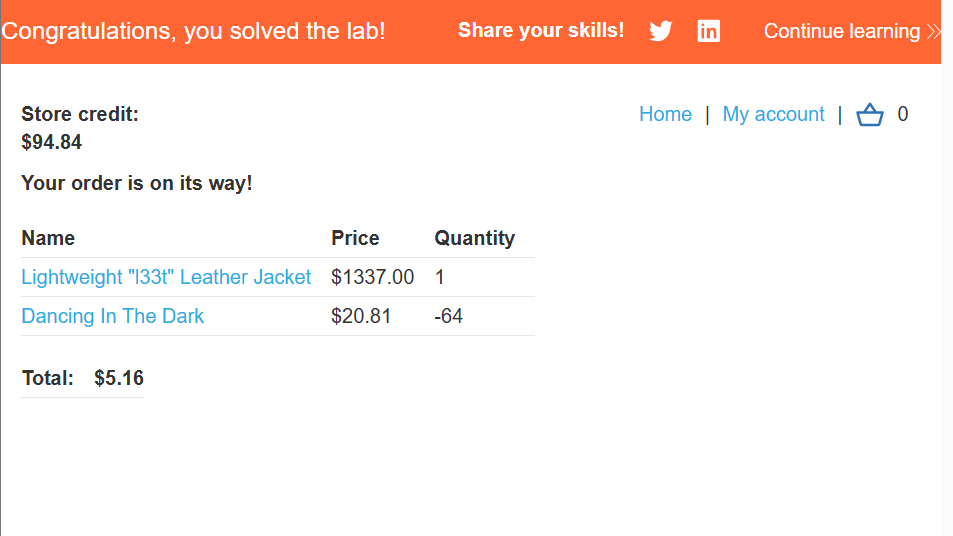 Congratulations, you solved the lab! Share your skills! Continue learning
Store credit: Home | My account | 0
$94.84
Your order is on its way!
Name Price Quantity
Lightweight "l33t" Leather Jacket $1337.00 1
Dancing In The Dark $20.81 -64
Total: $5.16